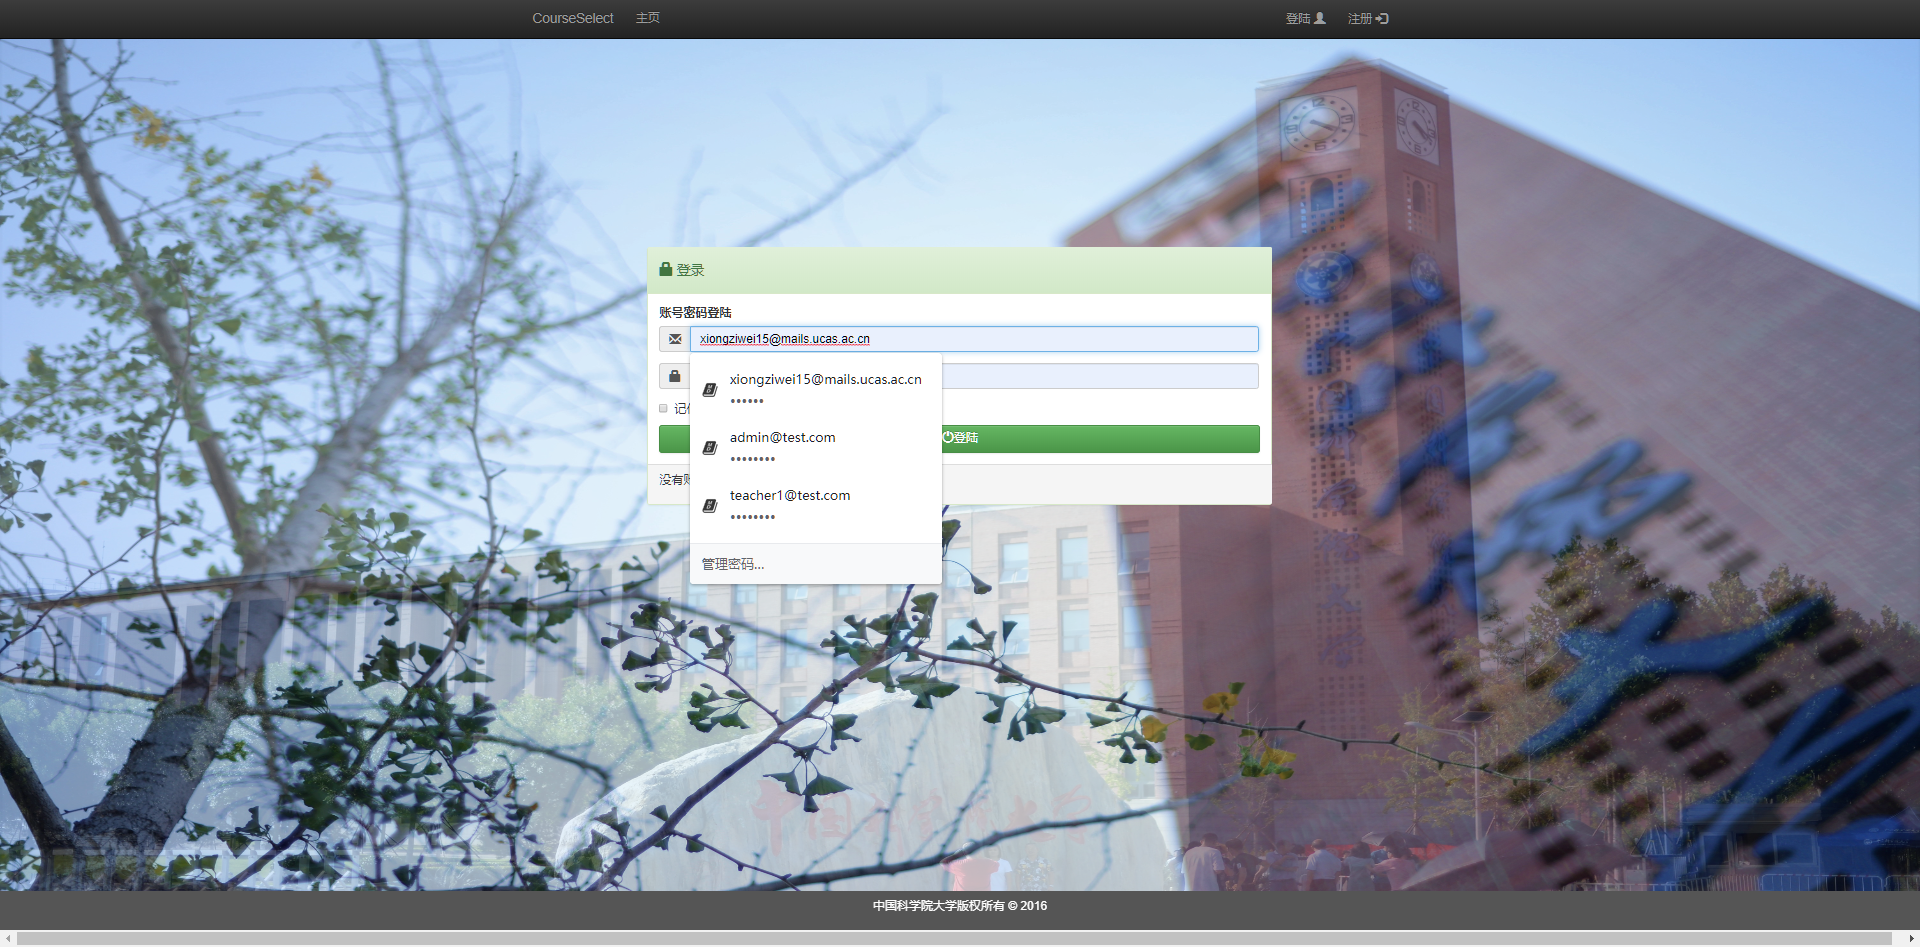 CourseSelect 主页 登陆 注册
登录
账号密码登陆
xiongziwei15@mails.ucas.ac.cn
xiongziwei15@mails.ucas.ac.cn
••••••
记
admin@test.com
登陆
••••••••
没有
teacher1@test.com
••••••••
管理密码...
中国科学院大学版权所有 © 2016